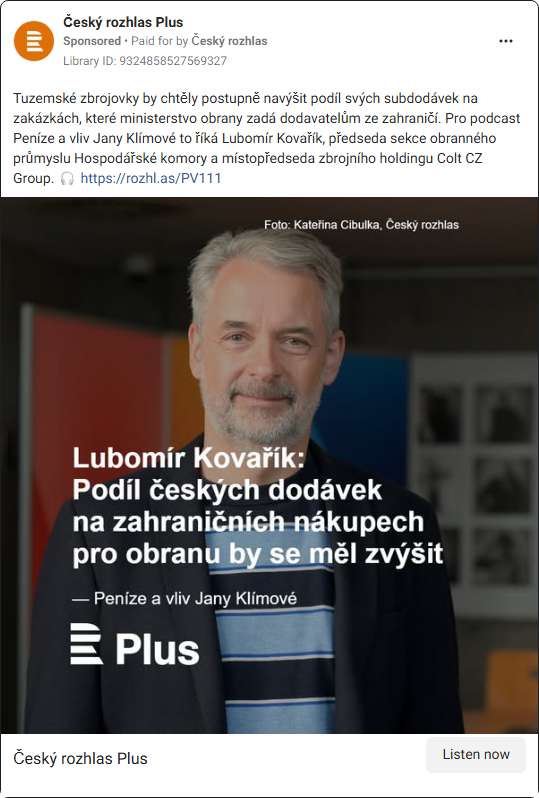 Český rozhlas Plus
Sponsored • Paid for by Český rozhlas
Library ID: 9324858527569327
Tuzemské zbrojovky by chtěly postupně navýšit podíl svých subdodávek na
zakázkách, které ministerstvo obrany zadá dodavatelům ze zahraničí. Pro podcast
Peníze a vliv Jany Klímové to říká Lubomír Kovařík, předseda sekce obranného
průmyslu Hospodářské komory a místopředseda zbrojního holdingu Colt CZ
Group. 🎧 https://rozhl.as/PV111
Foto: Kateřina Cibulka, Český rozhlas
Lubomír Kovařík:
Podíl českých dodávek
na zahraničních nákupech
pro obranu by se měl zvýšit
— Peníze a vliv Jany Klímové
Plus
Český rozhlas Plus
Listen now